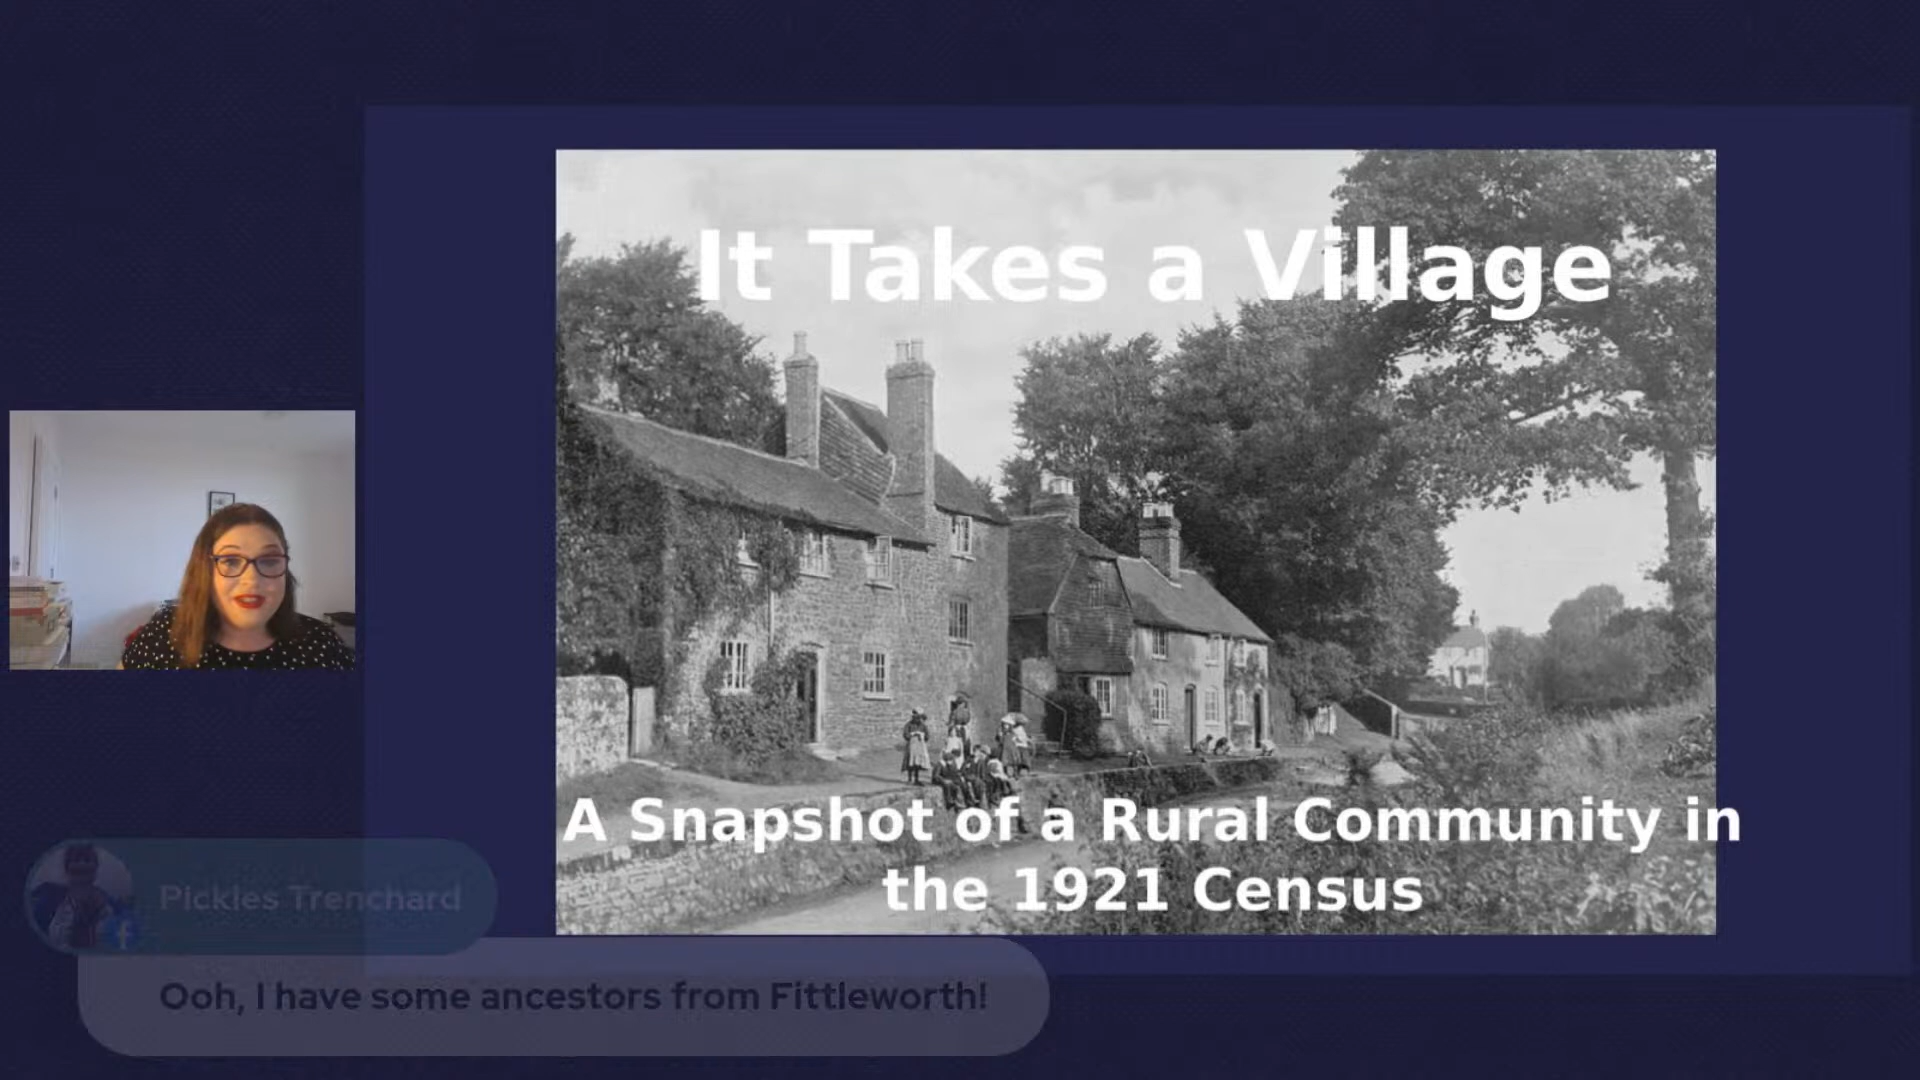 It Takes a Village
A Snapshot of a Rural Community in
the 1921 Census
Pickles Trenchard
Ooh, I have some ancestors from Fittleworth!